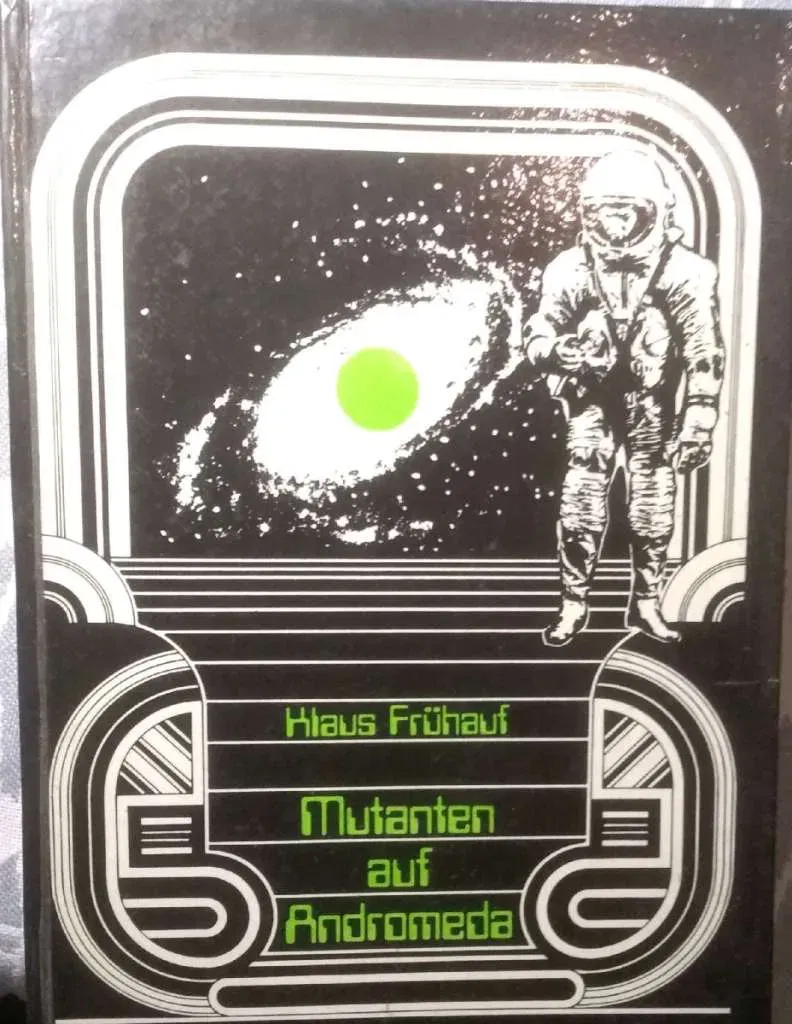 Klaus Frühauf
Mutanten
auf
Andromeda